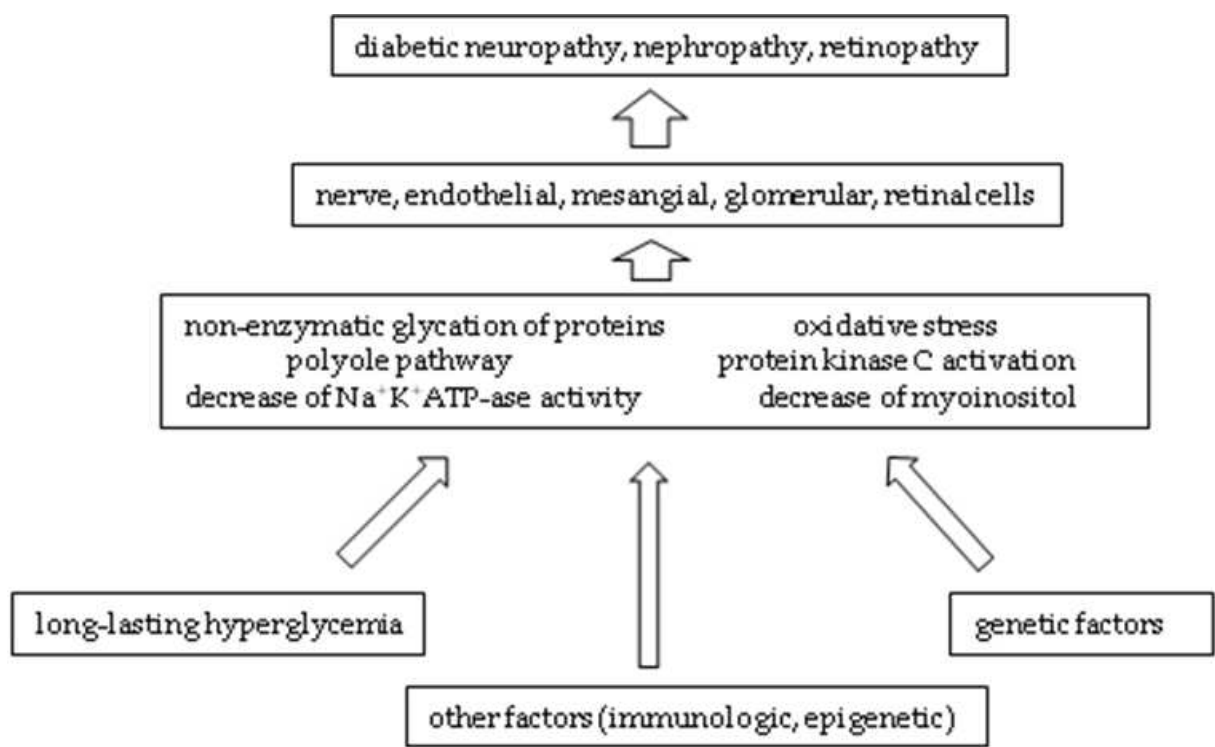 diabetic neuropathy, nephropathy, retinopathy
nerve, endothelial, mesangial, glomerular, retinal cells
non-enzymatic glycation of proteins oxidative stress
polyole pathway protein kinase C activation
decrease of Na⁺K⁺ATP-ase activity decrease of myoinositol
long-lasting hyperglycemia
genetic factors
other factors (immunologic, epigenetic)